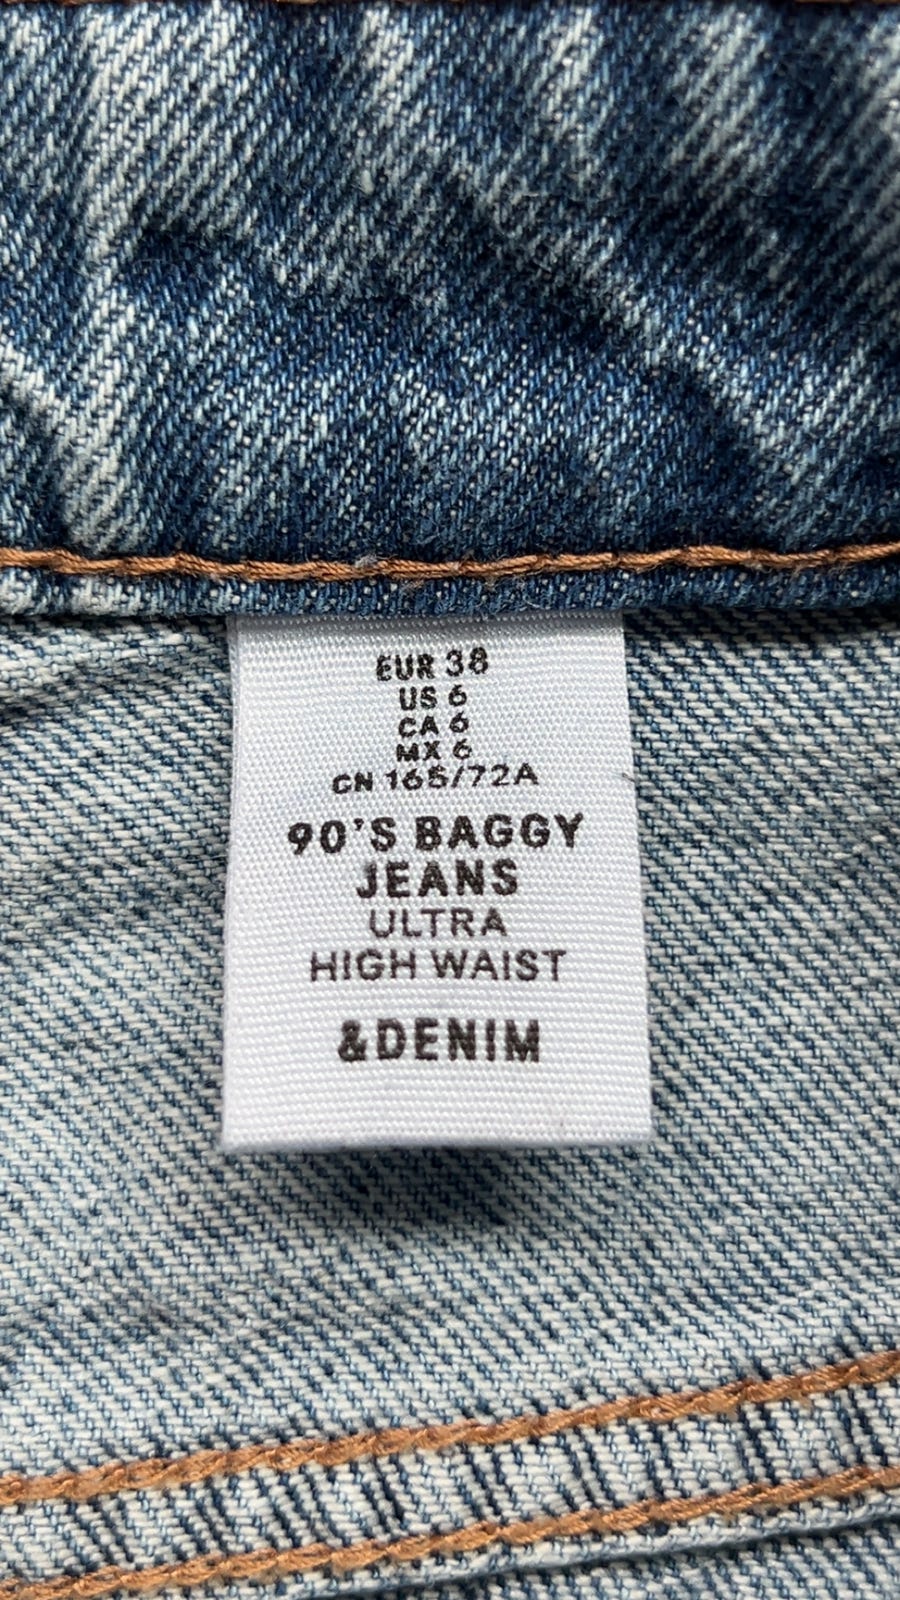 EUR 38
US 6
CA 6
MX 6
CN 165/72A
90'S BAGGY
JEANS
ULTRA
HIGH WAIST
&DENIM